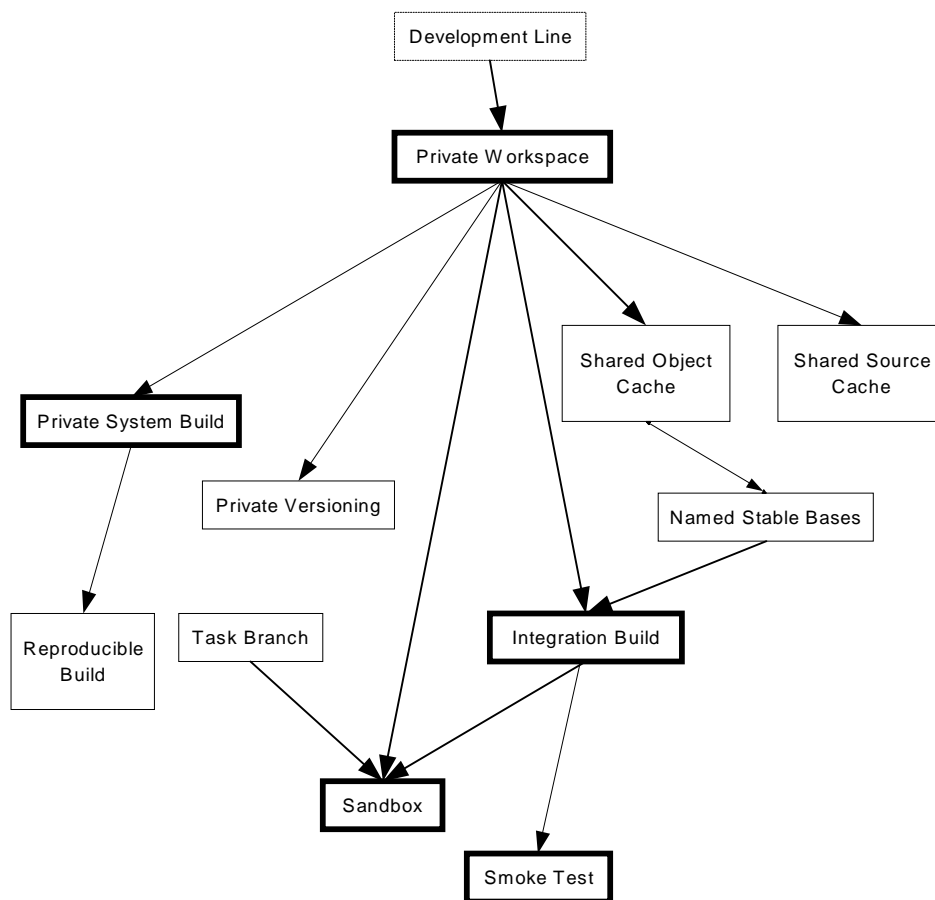 Development Line
Private Workspace
Shared Object
Cache
Shared Source
Cache
Private System Build
Private Versioning
Named Stable Bases
Reproducible
Build
Task Branch
Integration Build
Sandbox
Smoke Test